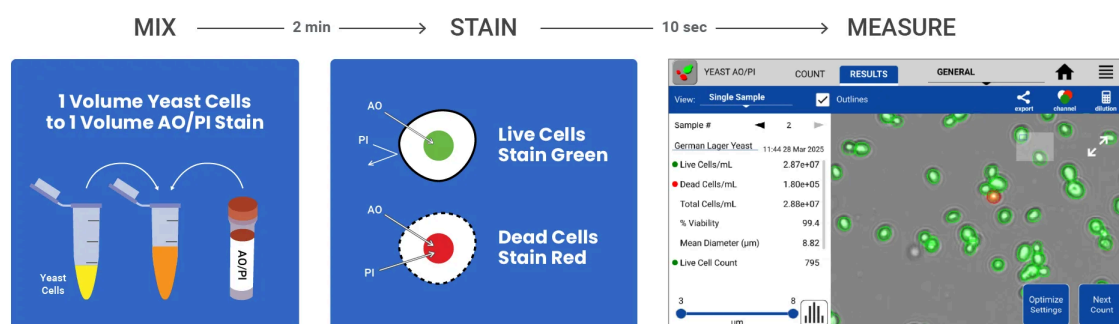 MIX
2 min
STAIN
10 sec
MEASURE
1 Volume Yeast Cells
to 1 Volume AO/PI Stain
Yeast
Cells
AO/PI
AO
PI
Live Cells
Stain Green
AO
PI
Dead Cells
Stain Red
YEAST AO/PI
COUNT
RESULTS
GENERAL
View:
Single Sample
Outlines
export
channel
dilution
Sample #
2
German Lager Yeast
11:44 28 Mar 2025
Live Cells/mL
2.87e+07
Dead Cells/mL
1.80e+05
Total Cells/mL
2.88e+07
% Viability
99.4
Mean Diameter (µm)
8.82
Live Cell Count
795
3
8
µm
Optimize
Settings
Next
Count